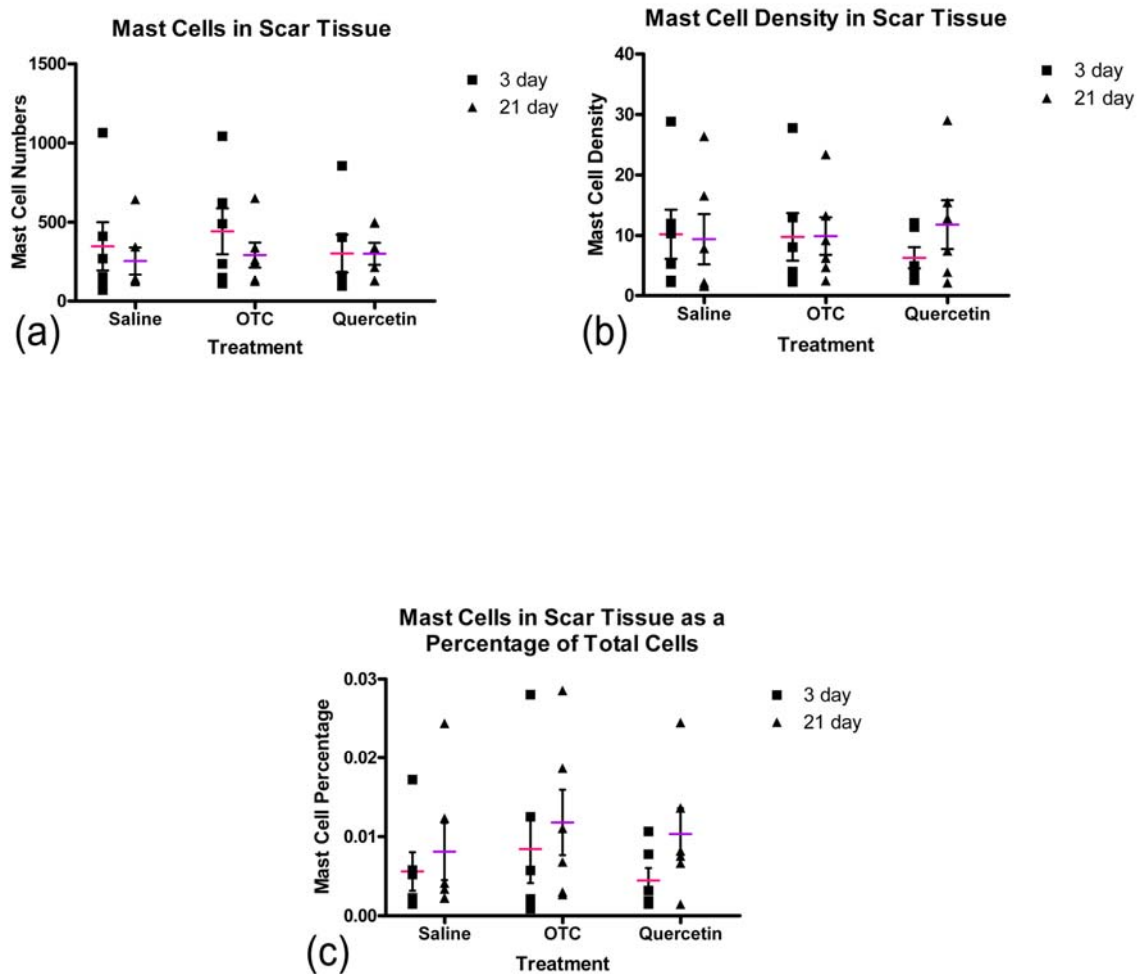 Mast Cells in Scar Tissue
1500
1000
500
0
Mast Cell Numbers
3 day
21 day
Saline
OTC
Quercetin
Treatment
(a)
Mast Cell Density in Scar Tissue
40
30
20
10
0
Mast Cell Density
3 day
21 day
Saline
OTC
Quercetin
Treatment
(b)
Mast Cells in Scar Tissue as a
Percentage of Total Cells
0.03
0.02
0.01
0.00
Mast Cell Percentage
3 day
21 day
Saline
OTC
Quercetin
Treatment
(c)